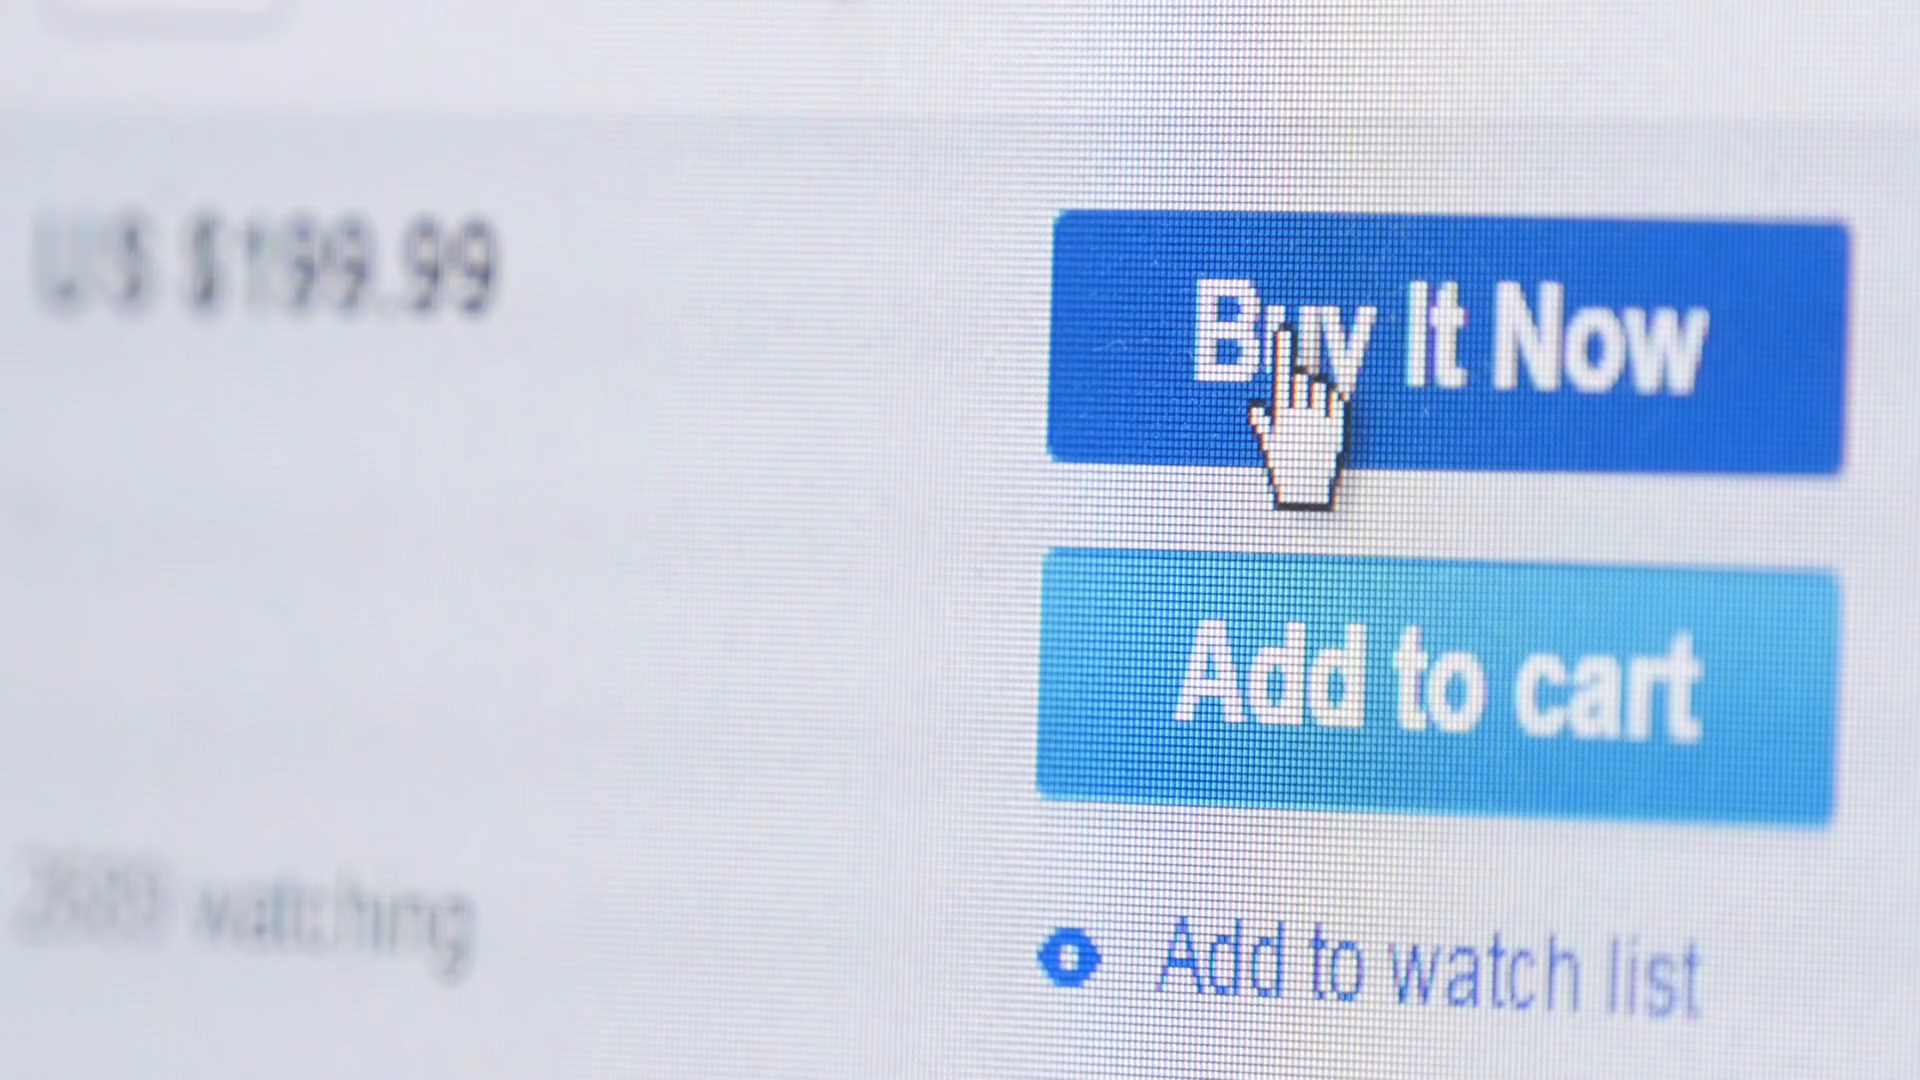 US $199.99
Buy It Now
Add to cart
watching
Add to watch list